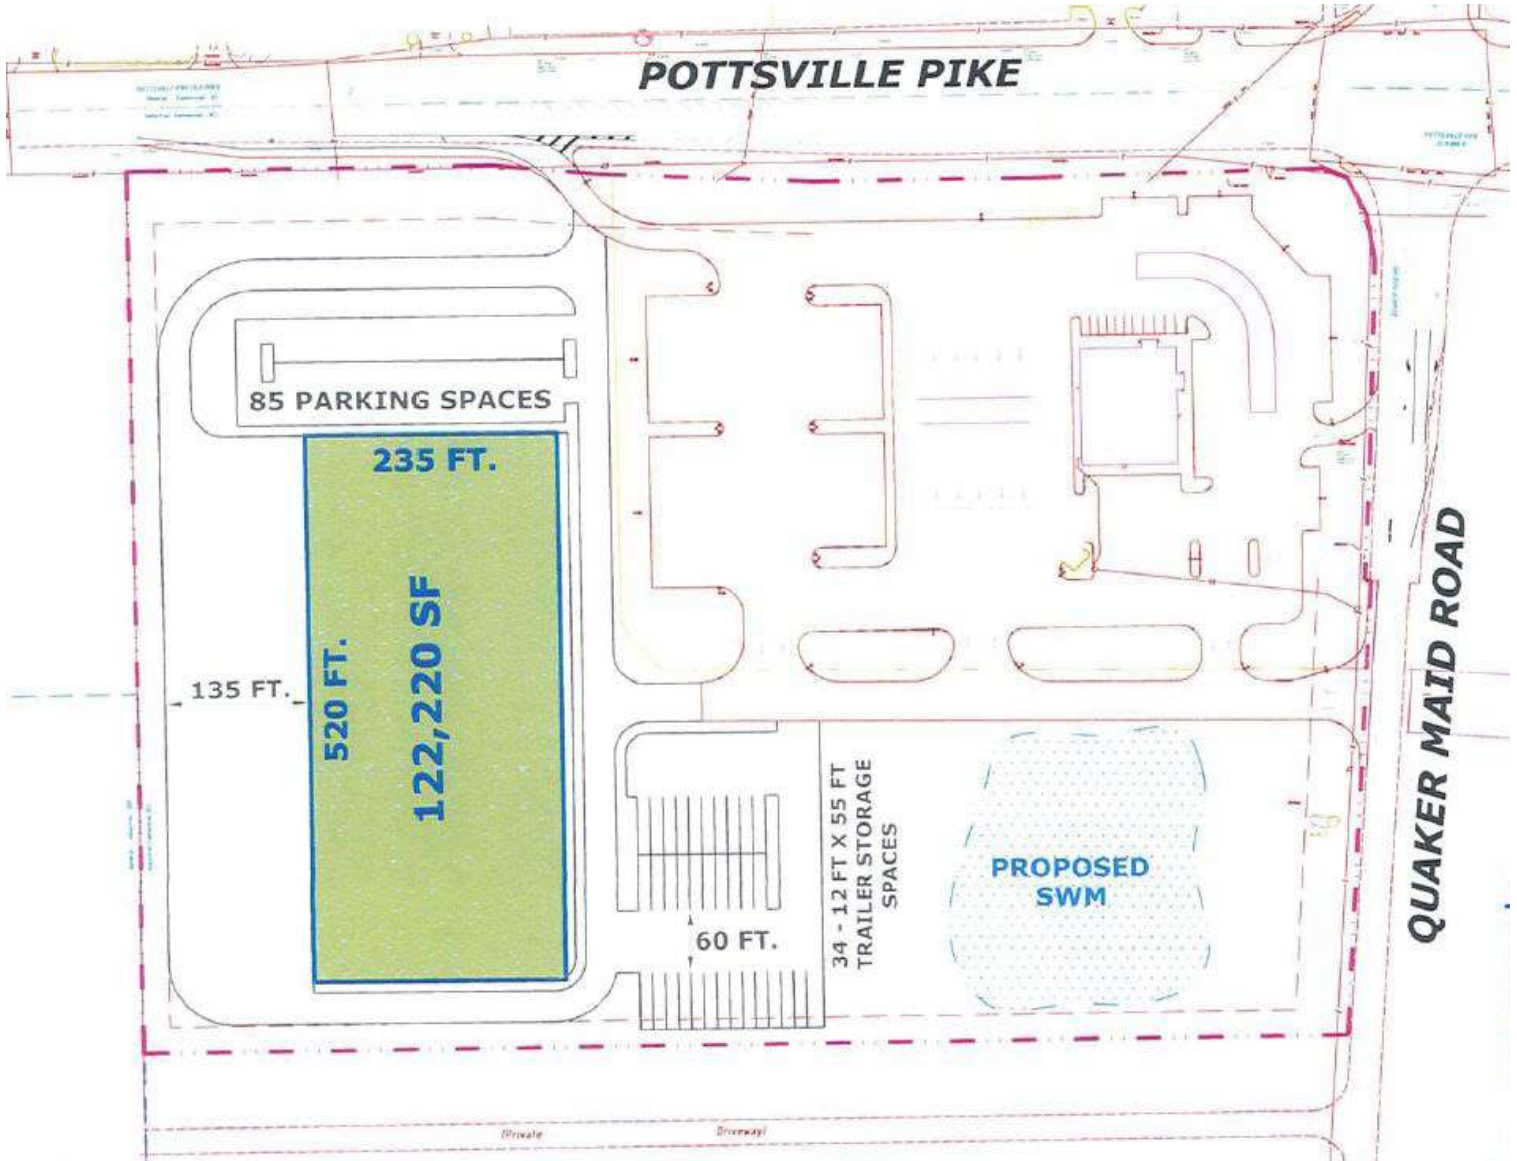 POTTSVILLE PIKE
85 PARKING SPACES
235 FT.
135 FT.
520 FT.
122,220 SF
34 - 12 FT X 55 FT
TRAILER STORAGE
SPACES
60 FT.
PROPOSED
SWM
QUAKER MAID ROAD
(Private Driveway)